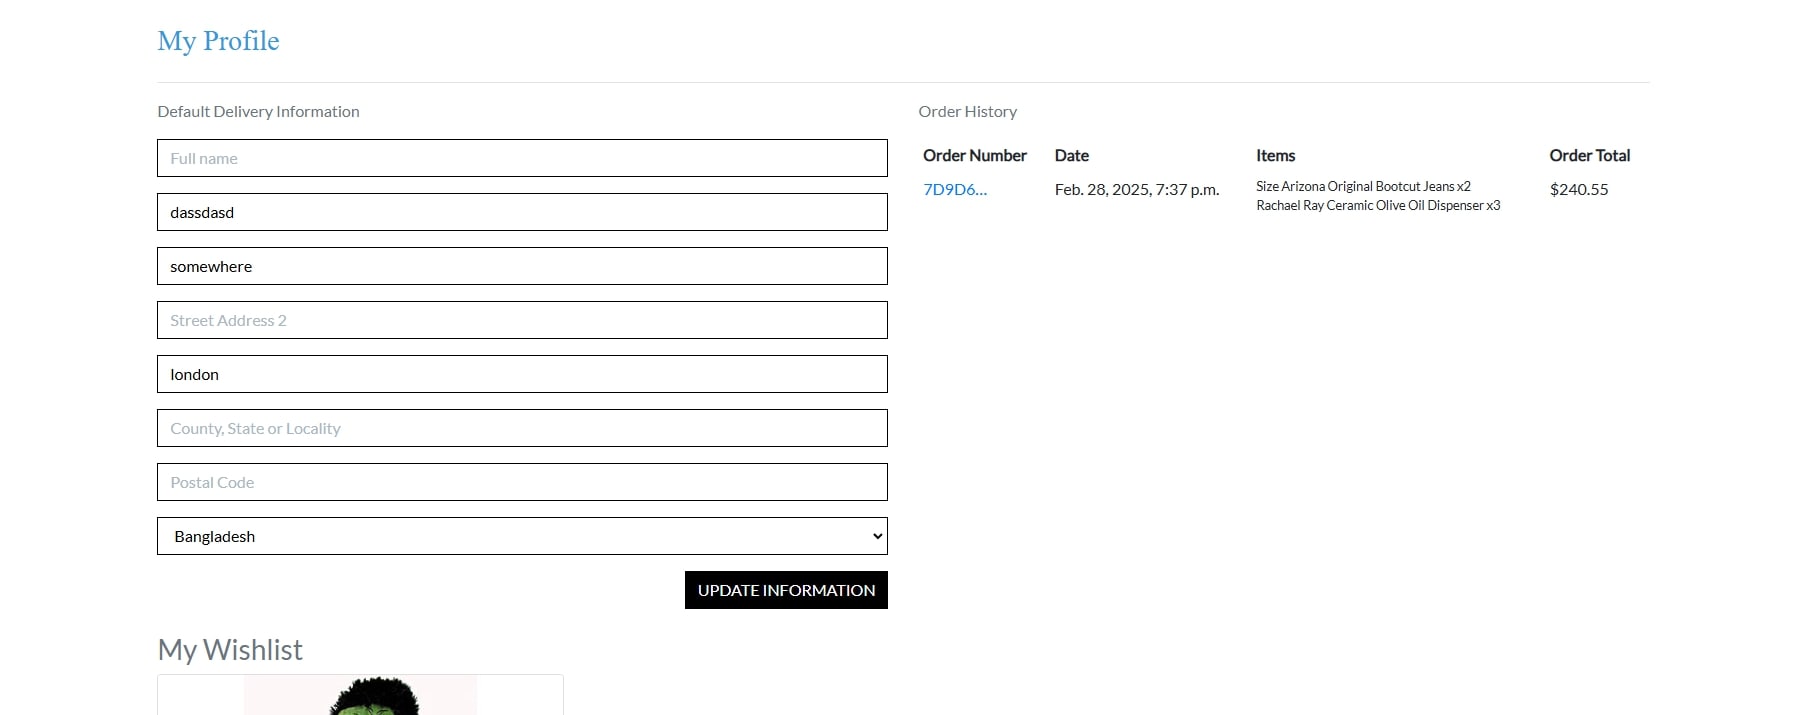 My Profile
Default Delivery Information
Full name
dassdasd
somewhere
Street Address 2
london
County, State or Locality
Postal Code
Bangladesh
UPDATE INFORMATION
Order History
Order Number Date Items Order Total
7D9D6... Feb. 28, 2025, 7:37 p.m. Size Arizona Original Bootcut Jeans x2 $240.55
Rachael Ray Ceramic Olive Oil Dispenser x3
My Wishlist